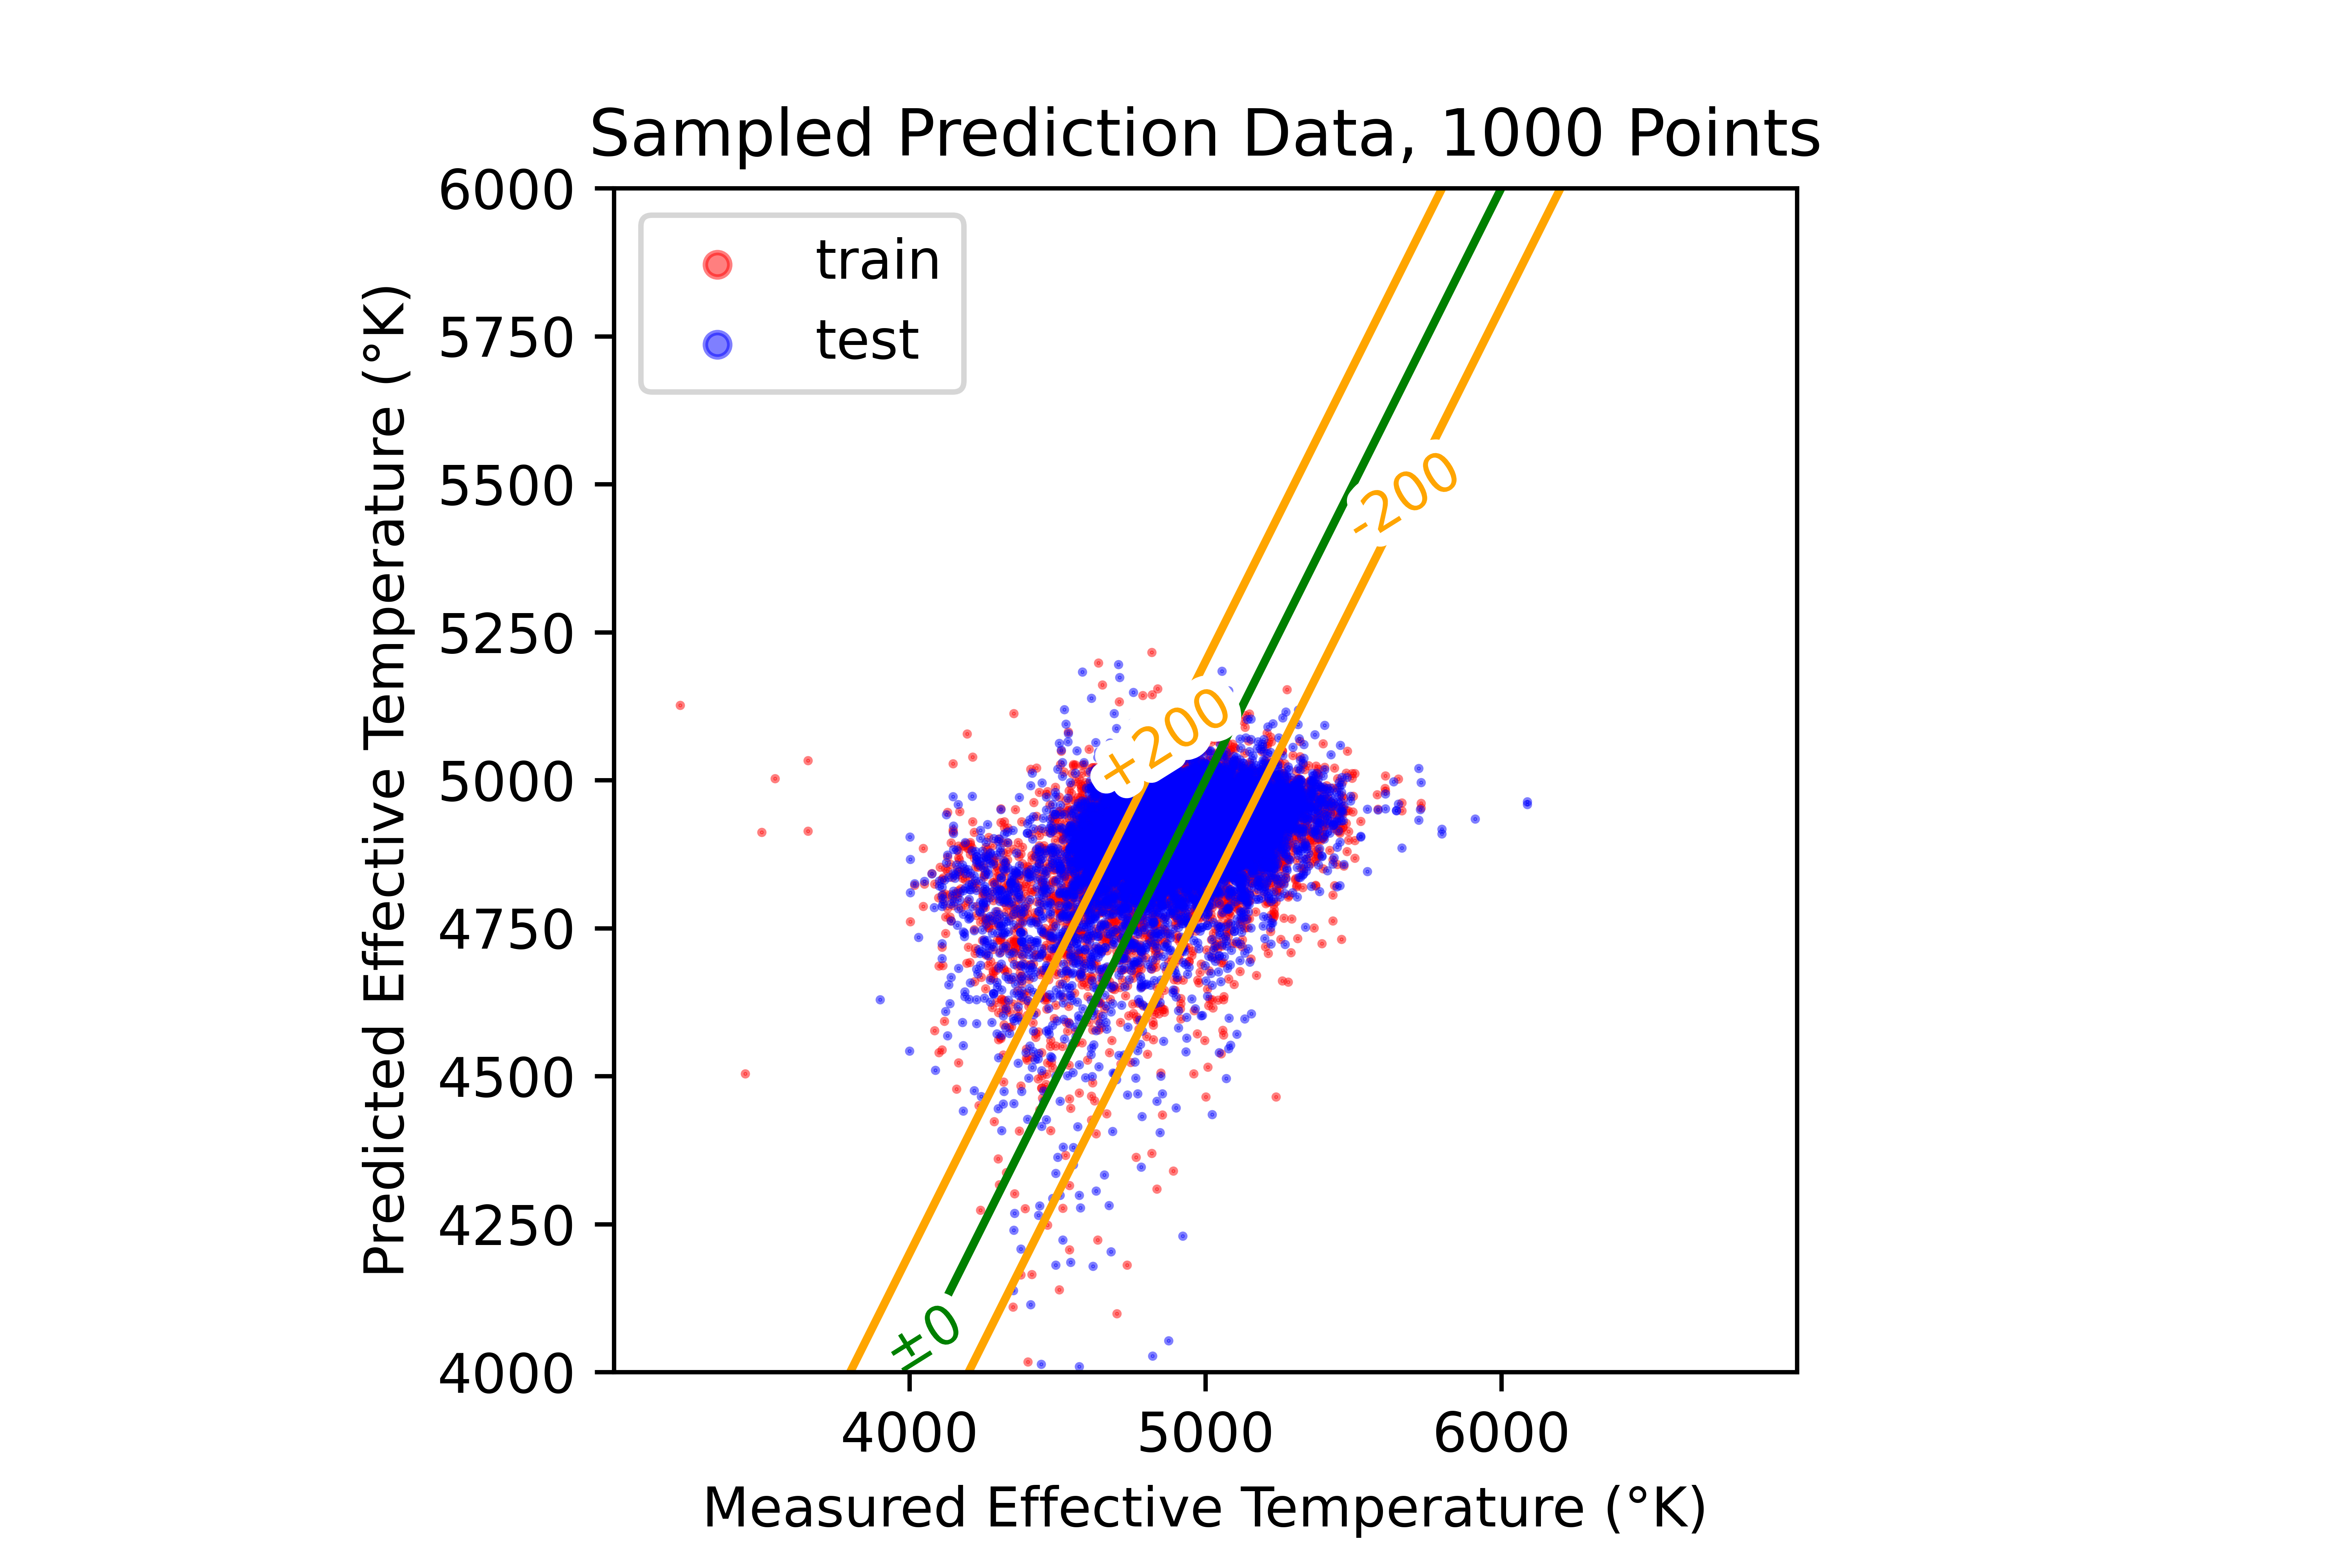 Sampled Prediction Data, 1000 Points
6000
5750
5500
5250
5000
4750
4500
4250
4000
Predicted Effective Temperature (°K)
train
test
-200
+200
±0
4000 5000 6000
Measured Effective Temperature (°K)